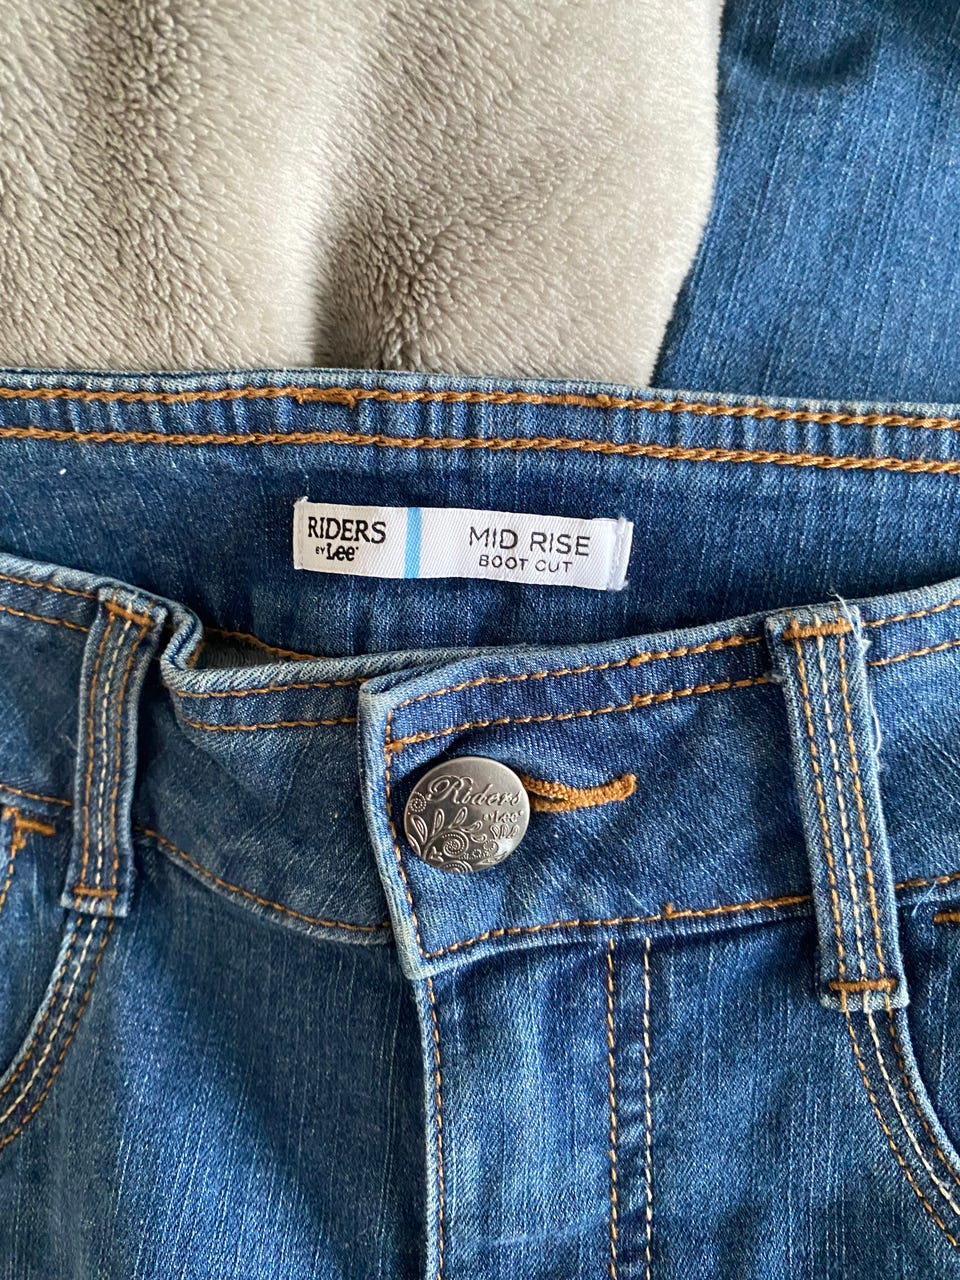 RIDERS
BY Lee®
MID RISE
BOOT CUT
Riders
Lee